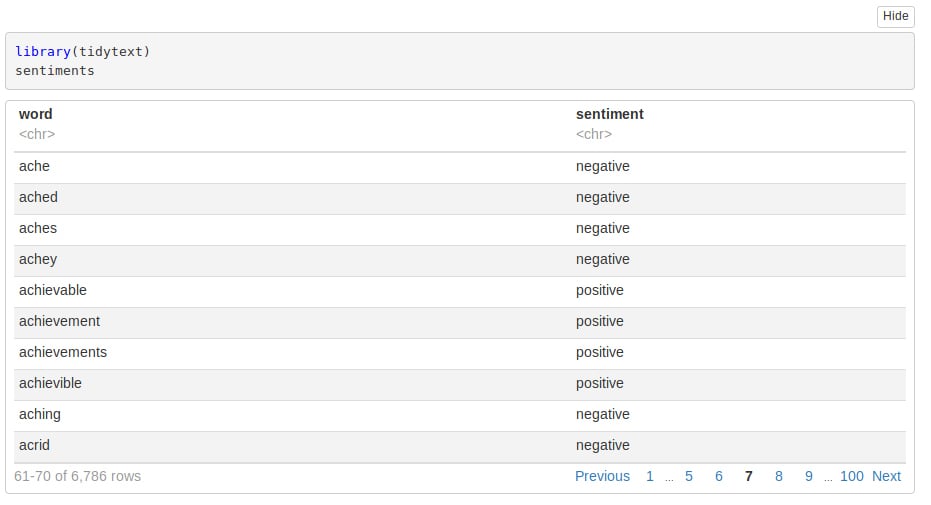 Hide
library(tidytext)
sentiments
word sentiment
<chr> <chr>
ache negative
ached negative
aches negative
achey negative
achievable positive
achievement positive
achievements positive
achievible positive
aching negative
acrid negative
61-70 of 6,786 rows Previous 1 ... 5 6 7 8 9 ... 100 Next